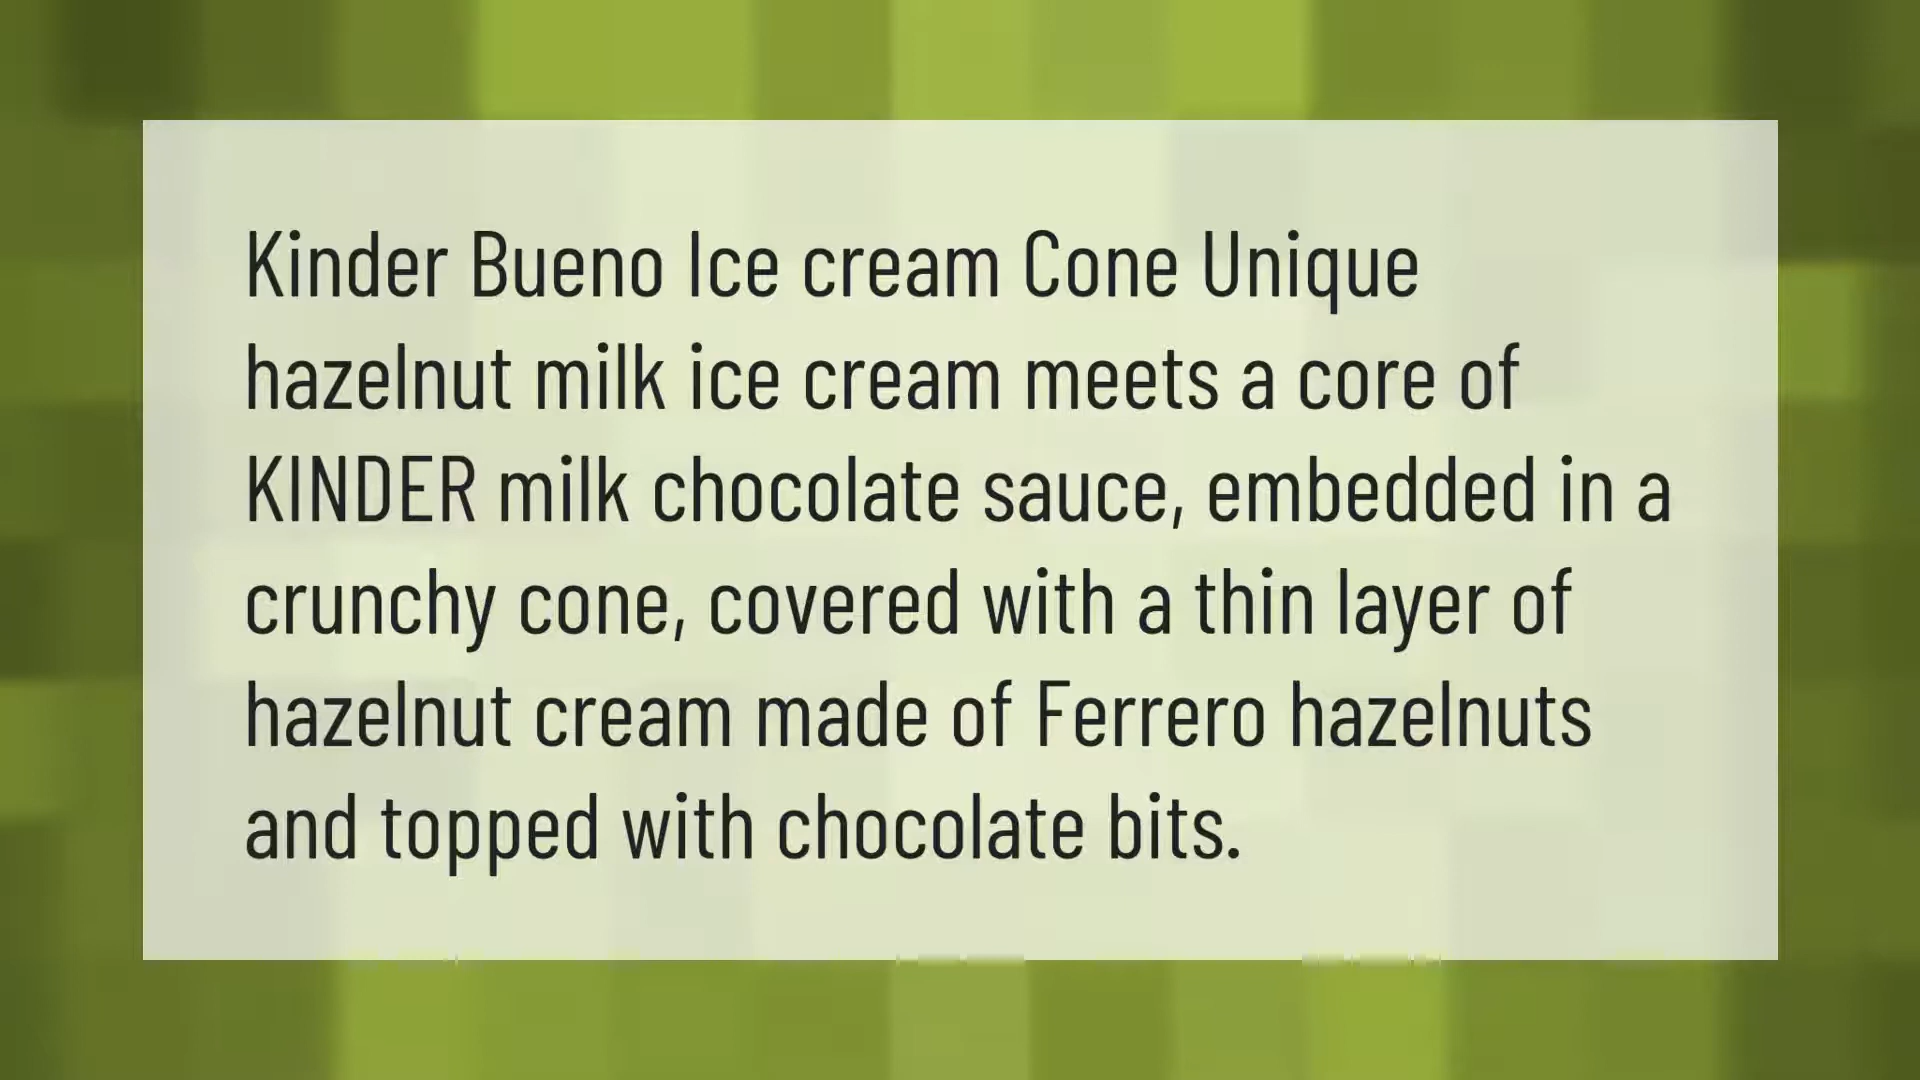 Kinder Bueno Ice cream Cone Unique
hazelnut milk ice cream meets a core of
KINDER milk chocolate sauce, embedded in a
crunchy cone, covered with a thin layer of
hazelnut cream made of Ferrero hazelnuts
and topped with chocolate bits.